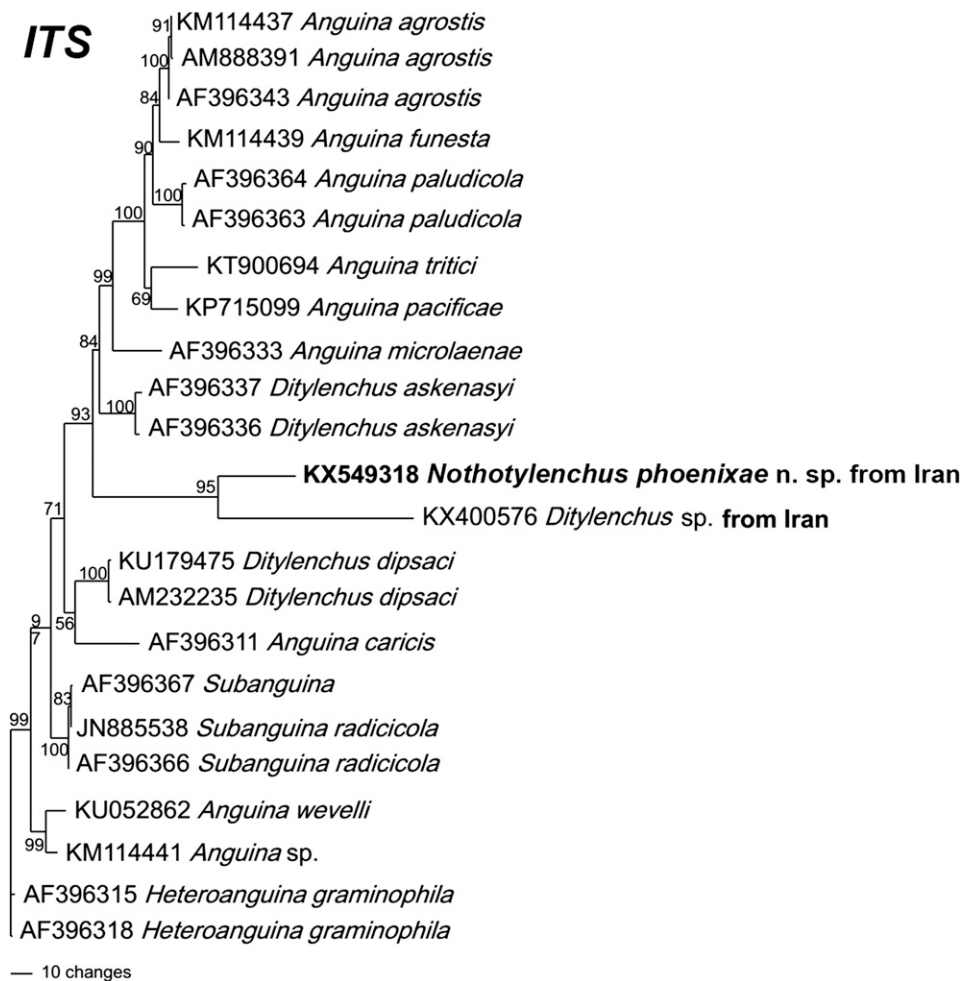 ITS
91 KM114437 Anguina agrostis
AM888391 Anguina agrostis
100
AF396343 Anguina agrostis
84
KM114439 Anguina funesta
90
AF396364 Anguina paludicola
100
AF396363 Anguina paludicola
100
KT900694 Anguina tritici
99
69 KP715099 Anguina pacificae
84
AF396333 Anguina microlaenae
AF396337 Ditylenchus askenasyi
100
93
AF396336 Ditylenchus askenasyi
KX549318 Nothotylenchus phoenixae n. sp. from Iran
95
71
KX400576 Ditylenchus sp. from Iran
KU179475 Ditylenchus dipsaci
100
AM232235 Ditylenchus dipsaci
9
7
56
AF396311 Anguina caricis
AF396367 Subanguina
83
99
JN885538 Subanguina radicicola
100
AF396366 Subanguina radicicola
KU052862 Anguina wevelli
99
KM114441 Anguina sp.
AF396315 Heteroanguina graminophila
AF396318 Heteroanguina graminophila
10 changes